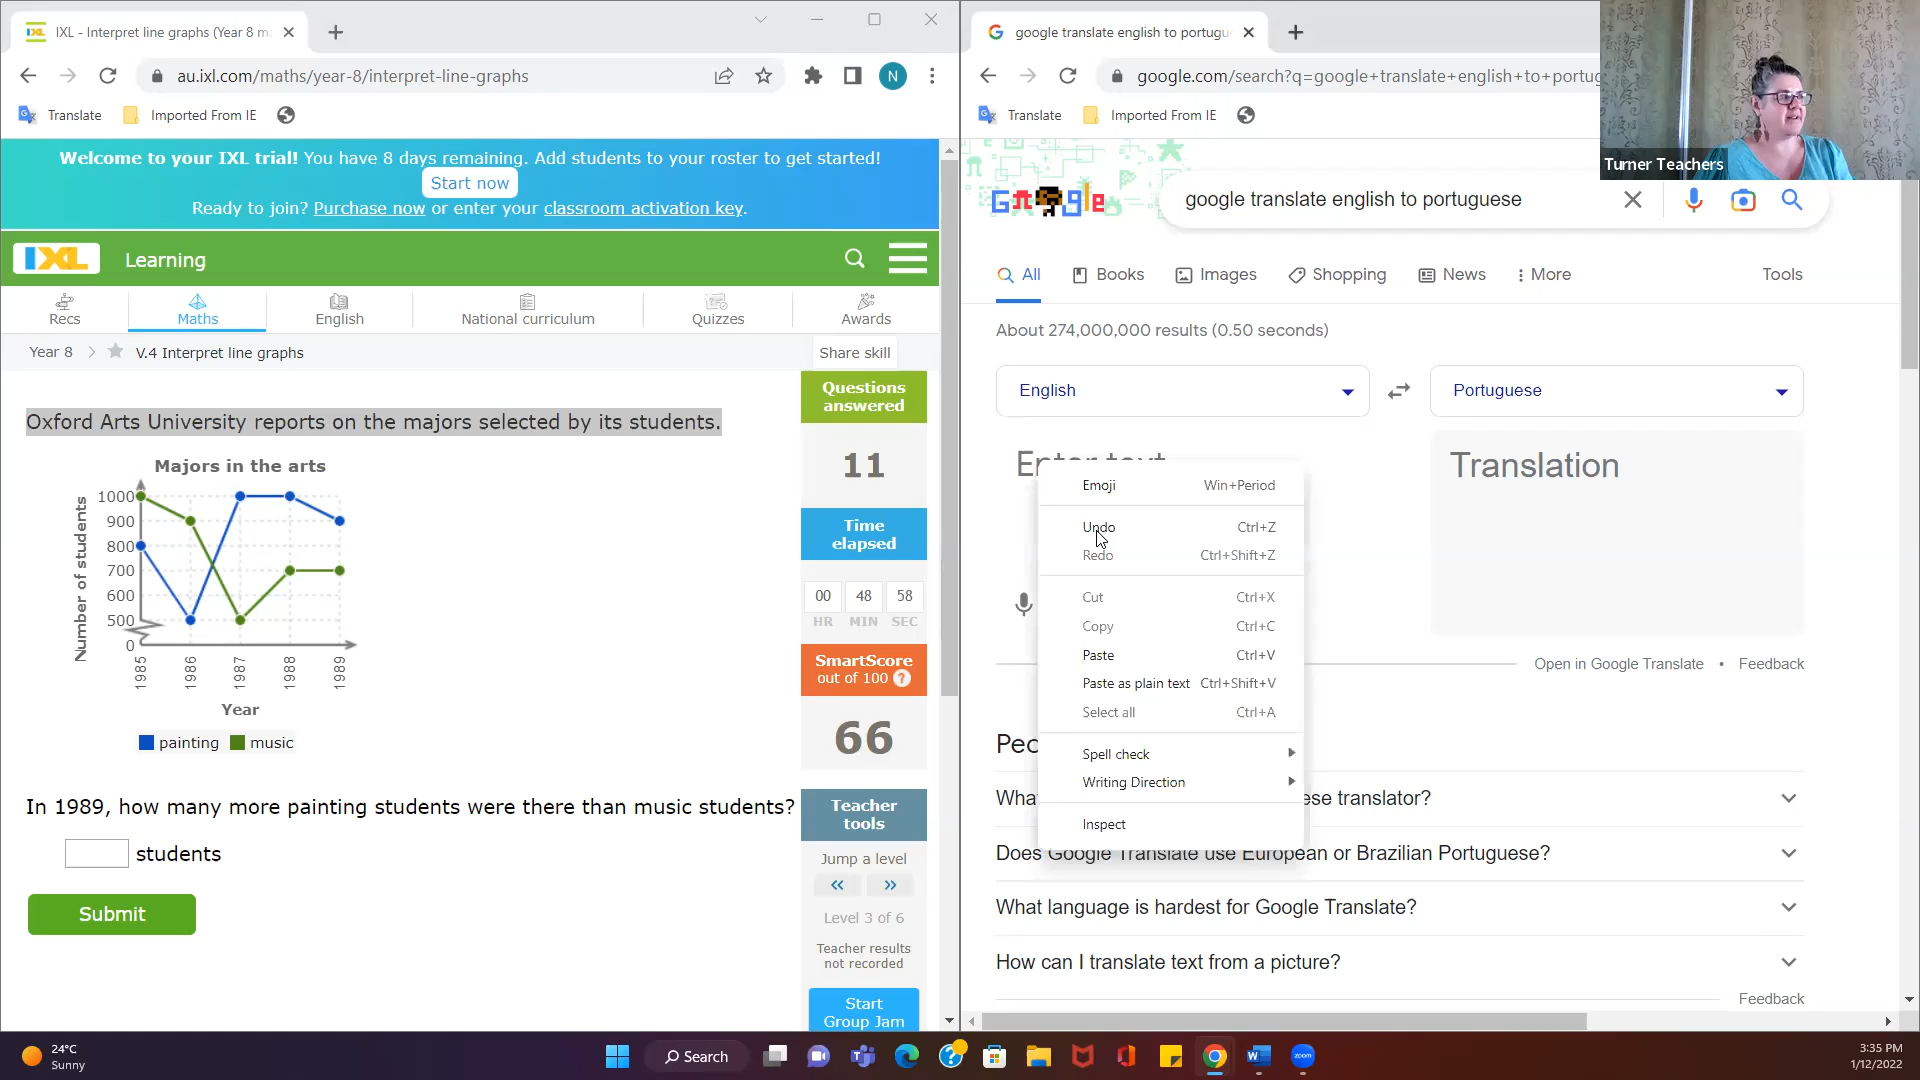 IXL - Interpret line graphs (Year 8 m
au.ixl.com/maths/year-8/interpret-line-graphs
N
Translate
Imported From IE
Welcome to your IXL trial! You have 8 days remaining. Add students to your roster to get started!
Start now
Ready to join? Purchase now or enter your classroom activation key.
IXL Learning
Recs
Maths
English
National curriculum
Quizzes
Awards
Year 8
V.4 Interpret line graphs
Share skill
Oxford Arts University reports on the majors selected by its students.
Majors in the arts
Number of students
1000
900
800
700
600
500
0
1985
1986
1987
1988
1989
Year
painting
music
In 1989, how many more painting students were there than music students?
students
Submit
Questions
answered
11
Time
elapsed
00
48
58
HR
MIN
SEC
SmartScore
out of 100 ?
66
Teacher
tools
Jump a level
Level 3 of 6
Teacher results
not recorded
Start
Group Jam
google translate english to portugu
google.com/search?q=google+translate+english+to+portug
Translate
Imported From IE
Turner Teachers
Google
google translate english to portuguese
All
Books
Images
Shopping
News
More
Tools
About 274,000,000 results (0.50 seconds)
English
Portuguese
Enter text
Translation
Emoji Win+Period
Undo Ctrl+Z
Redo Ctrl+Shift+Z
Cut Ctrl+X
Copy Ctrl+C
Paste Ctrl+V
Paste as plain text Ctrl+Shift+V
Select all Ctrl+A
Spell check
Writing Direction
Inspect
Open in Google Translate • Feedback
Peo
Wha
ese translator?
Does Google Translate use European or Brazilian Portuguese?
What language is hardest for Google Translate?
How can I translate text from a picture?
Feedback
24°C
Sunny
Search
zoom
3:35 PM
1/12/2022